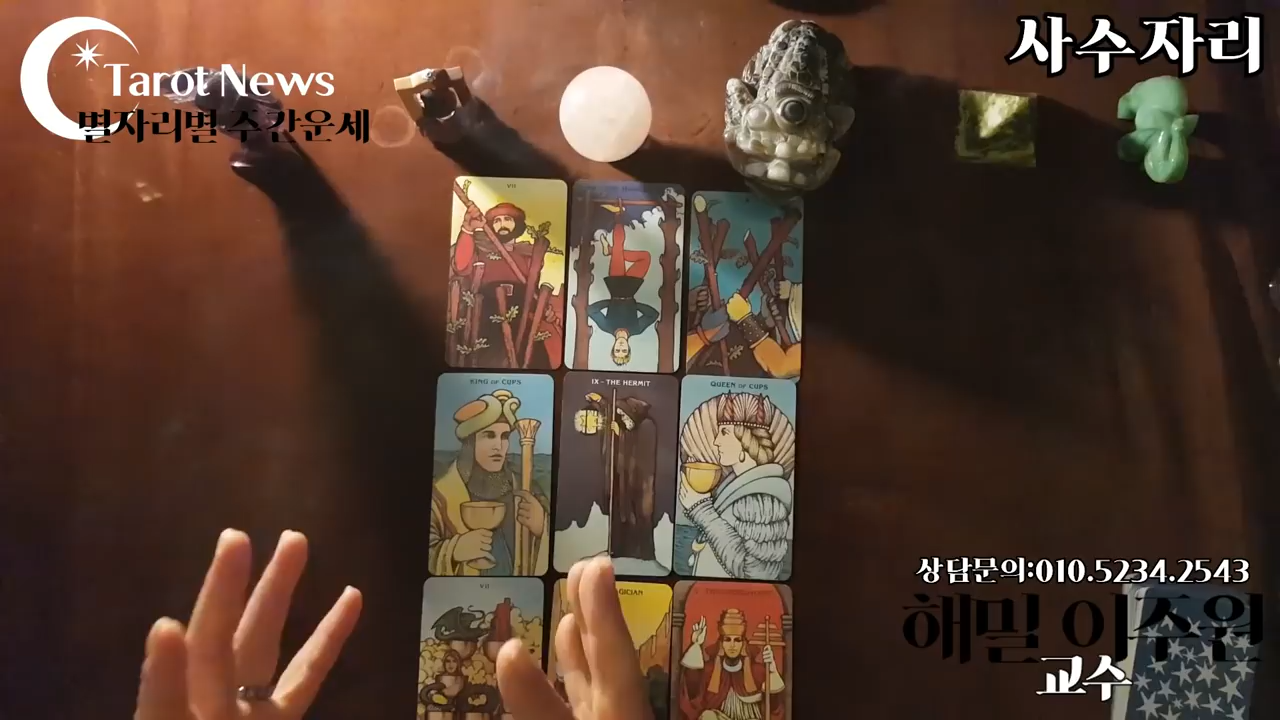 사수자리
Tarot News
별자리별 주간운세
VII
KING OF CUPS
IX - THE HERMIT
QUEEN OF CUPS
VII
GICIAN
상담문의:010.5234.2543
해밀 이주원
교수